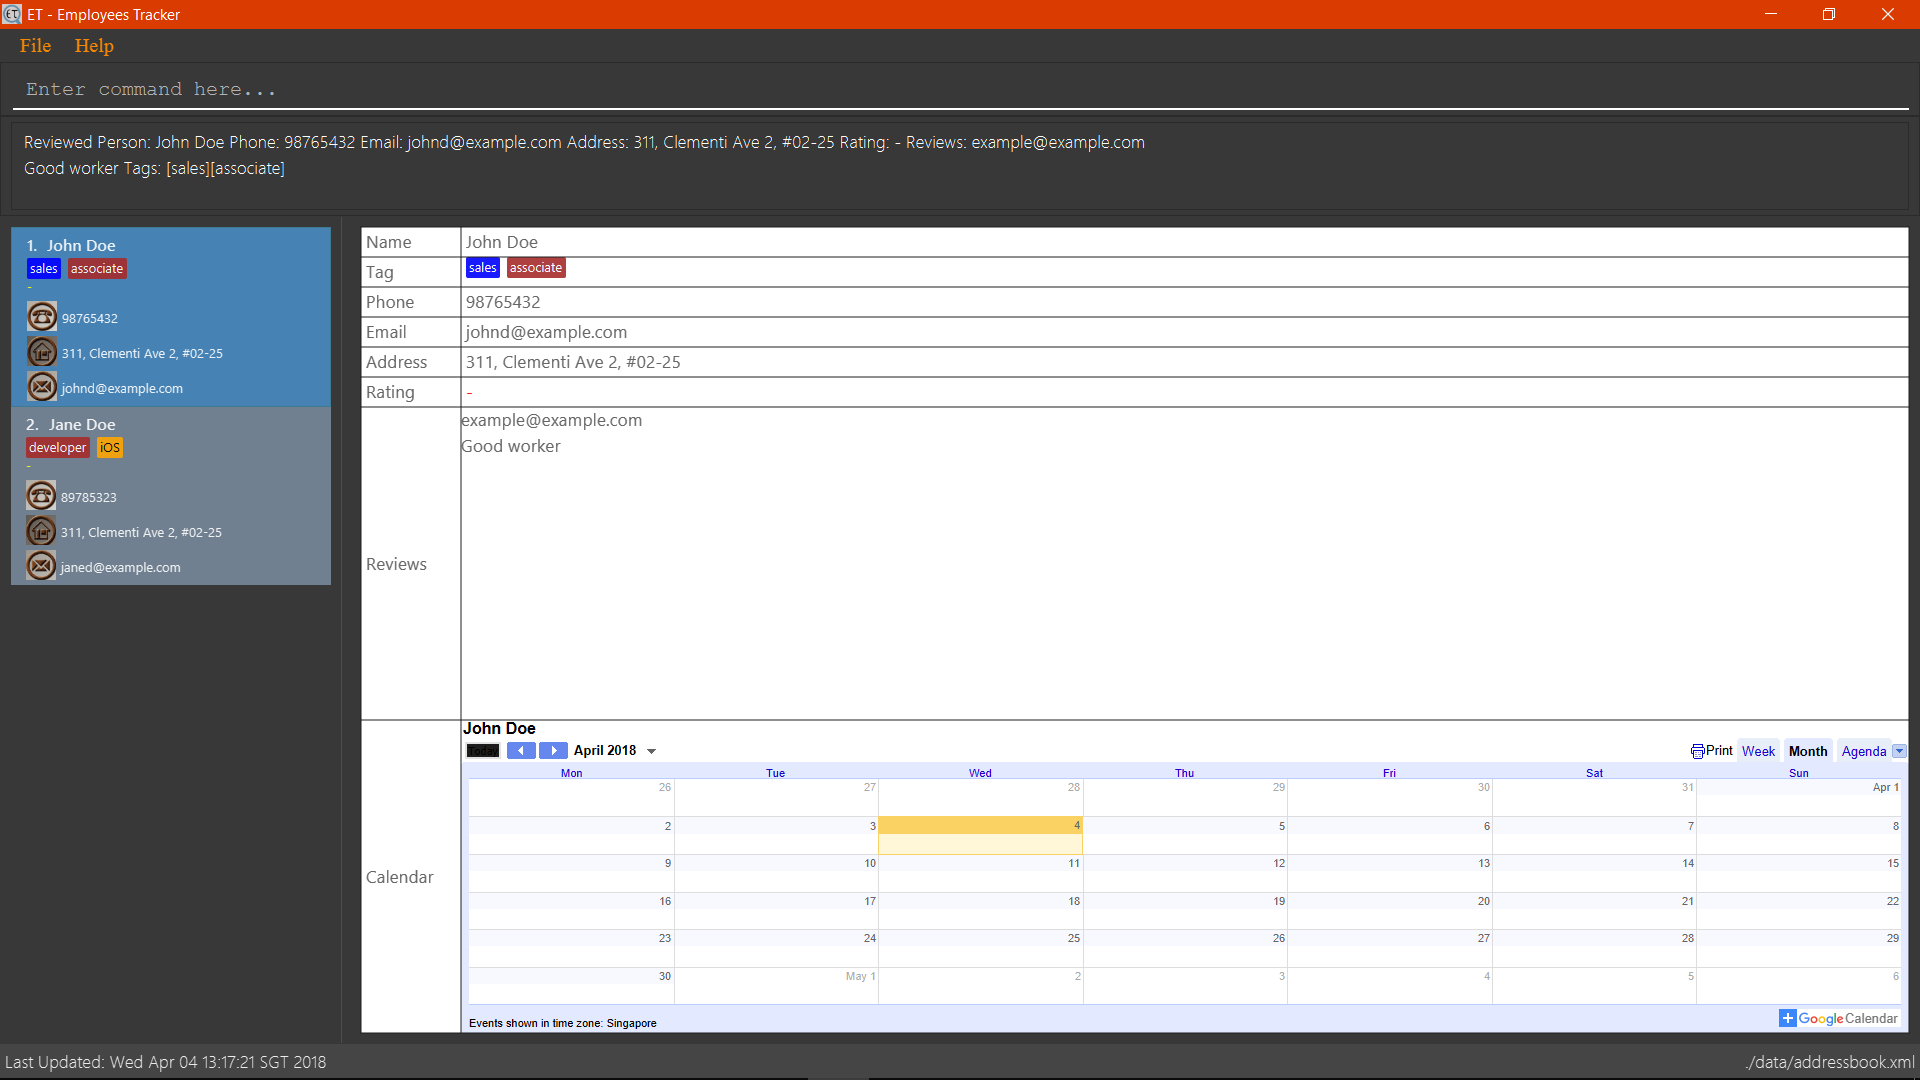 ET - Employees Tracker
File Help
Enter command here...
Reviewed Person: John Doe Phone: 98765432 Email: johnd@example.com Address: 311, Clementi Ave 2, #02-25 Rating: - Reviews: example@example.com
Good worker Tags: [sales][associate]
1. John Doe
sales associate
-
98765432
311, Clementi Ave 2, #02-25
johnd@example.com
2. Jane Doe
developer iOS
-
89785323
311, Clementi Ave 2, #02-25
janed@example.com
Name John Doe
Tag sales associate
Phone 98765432
Email johnd@example.com
Address 311, Clementi Ave 2, #02-25
Rating -
Reviews
example@example.com
Good worker
Calendar
John Doe
Today April 2018 Print Week Month Agenda
Mon Tue Wed Thu Fri Sat Sun
26 27 28 29 30 31 Apr 1
2 3 4 5 6 7 8
9 10 11 12 13 14 15
16 17 18 19 20 21 22
23 24 25 26 27 28 29
30 May 1 2 3 4 5 6
Events shown in time zone: Singapore
Google Calendar
Last Updated: Wed Apr 04 13:17:21 SGT 2018
./data/addressbook.xml